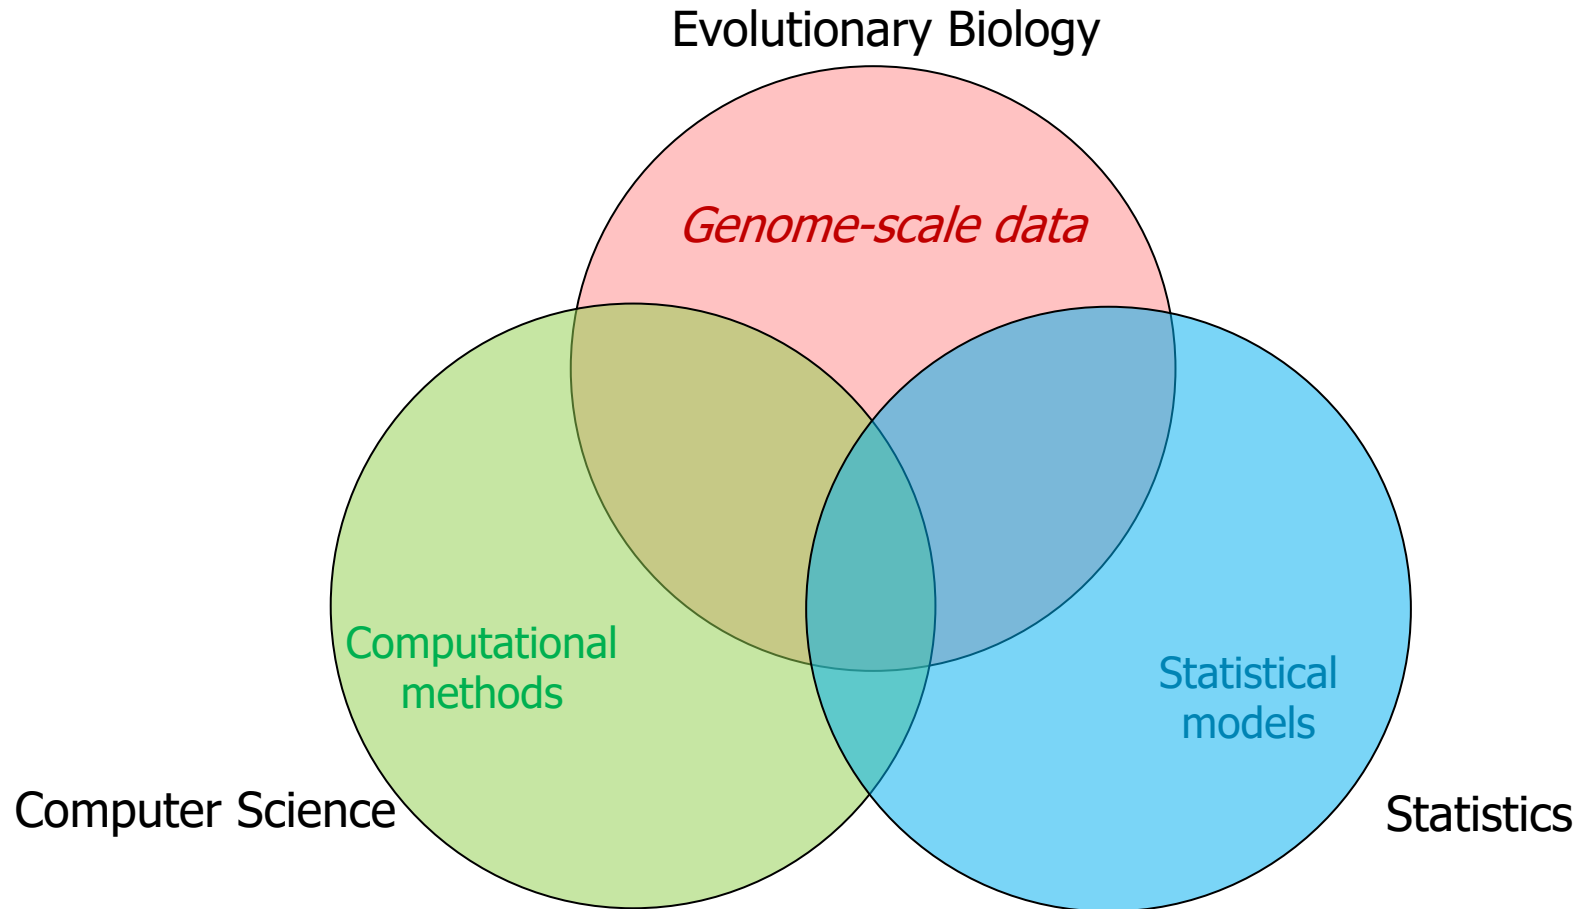 Evolutionary Biology
Genome-scale data
Computational
methods
Statistical
models
Computer Science
Statistics